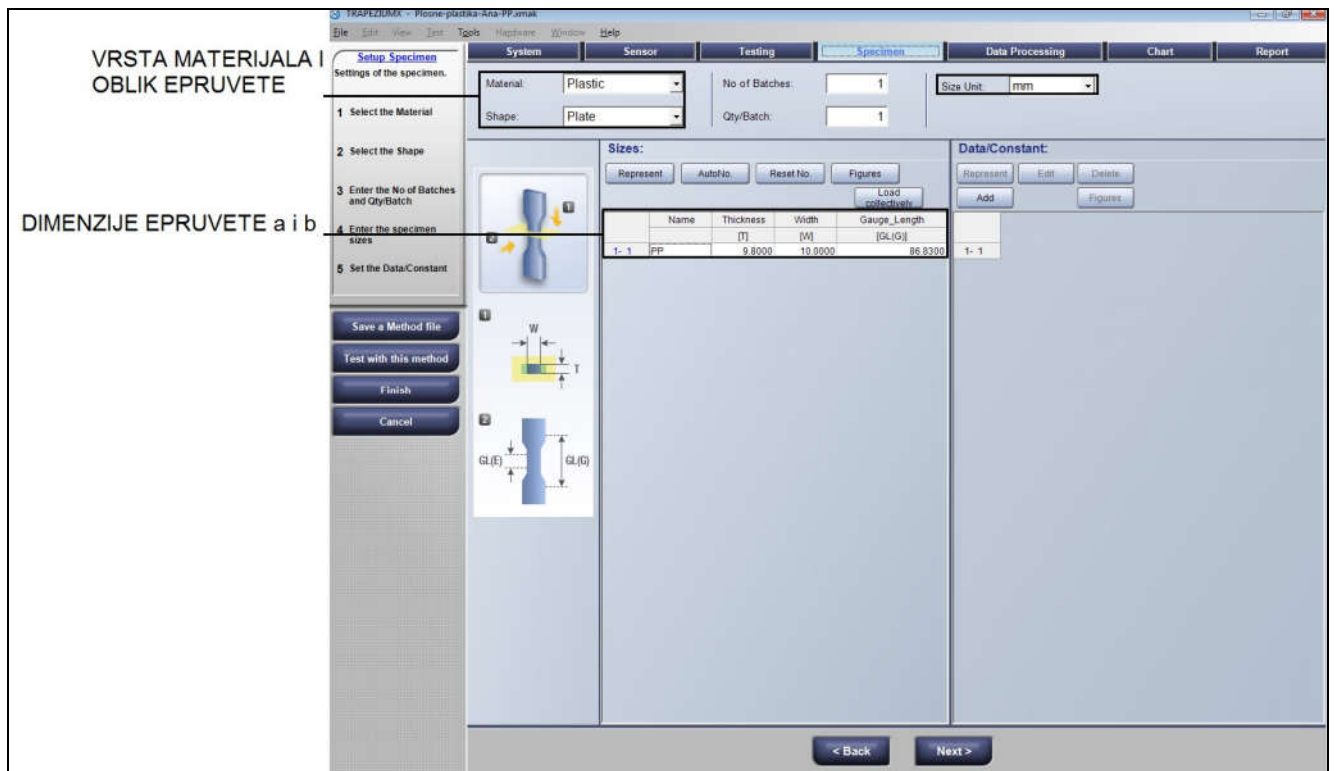 TRAPEZIUMX - Plosne-plastika-Ana-PP.xmak
File Edit View Test Tools Hardware Window Help
VRSTA MATERIJALA I
OBLIK EPRUVETE
DIMENZIJE EPRUVETE a i b
Setup Specimen
Settings of the specimen.
1 Select the Material
2 Select the Shape
3 Enter the No of Batches
and Qty/Batch
4 Enter the specimen
sizes
5 Set the Data/Constant
Save a Method file
Test with this method
Finish
Cancel
System Sensor Testing Specimen Data Processing Chart Report
Material: Plastic No of Batches: 1 Size Unit: mm
Shape: Plate Qty/Batch: 1
1
2
1
W
T
2
GL(E) GL(G)
Sizes:
Represent AutoNo. Reset No. Figures
Load
collectively
Name Thickness Width Gauge_Length
[T] [W] [GL(G)]
1- 1 PP 9.8000 10.0000 86.8300
Data/Constant:
Represent Edit Delete
Add Figures
1- 1
< Back Next >